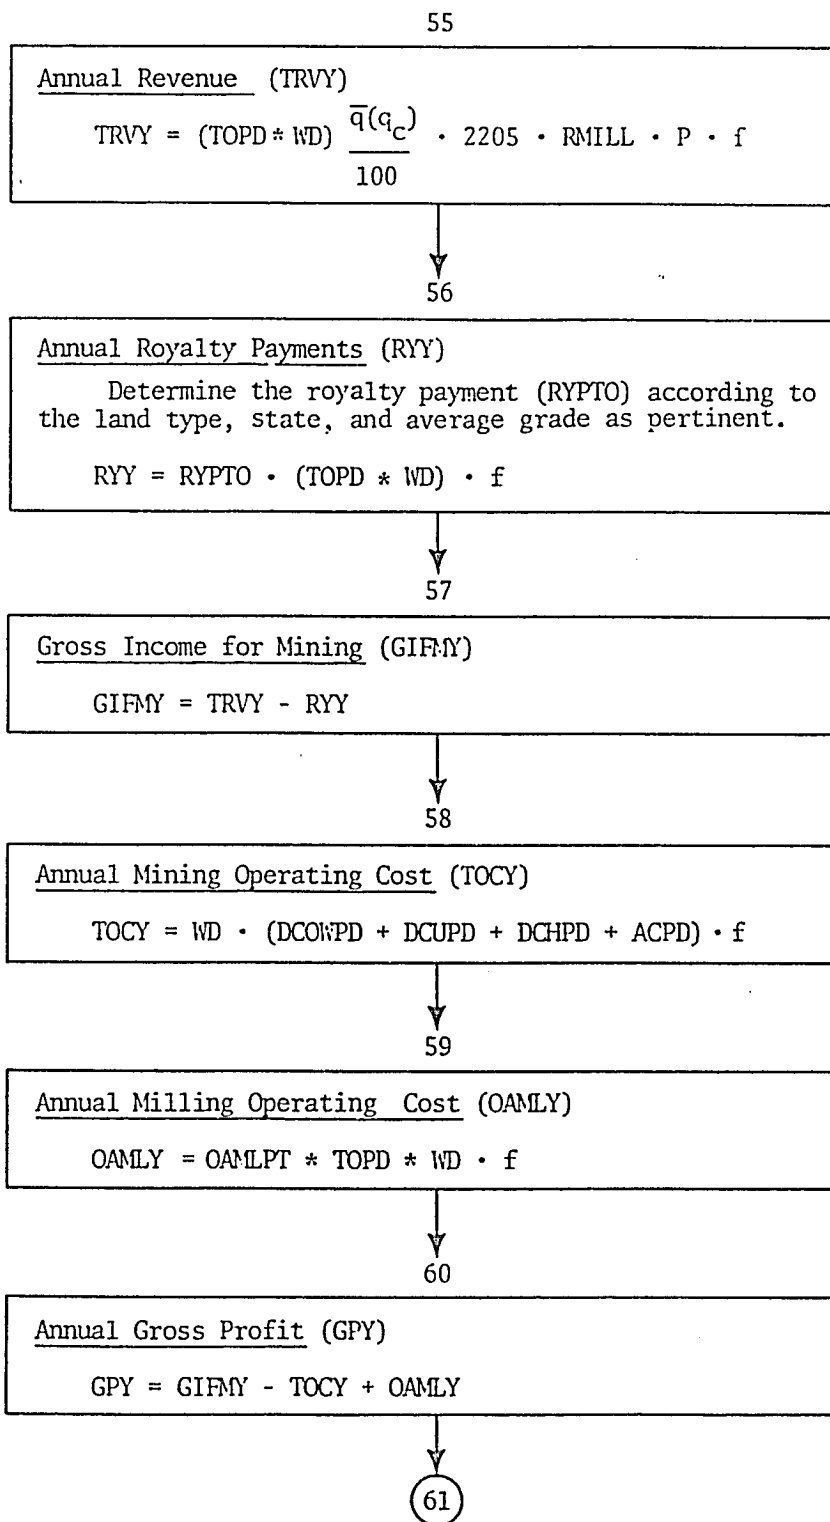 55
Annual Revenue (TRVY)
TRVY = (TOPD * WD) q̅(q_c)/100 · 2205 · RMILL · P · f
56
Annual Royalty Payments (RYY)
Determine the royalty payment (RYPTO) according to
the land type, state, and average grade as pertinent.
RYY = RYPTO · (TOPD * WD) · f
57
Gross Income for Mining (GIFMY)
GIFMY = TRVY - RYY
58
Annual Mining Operating Cost (TOCY)
TOCY = WD · (DCOWPD + DCUPD + DCHPD + ACPD) · f
59
Annual Milling Operating Cost (OAMLY)
OAMLY = OAMLPT * TOPD * WD · f
60
Annual Gross Profit (GPY)
GPY = GIFMY - TOCY + OAMLY
61